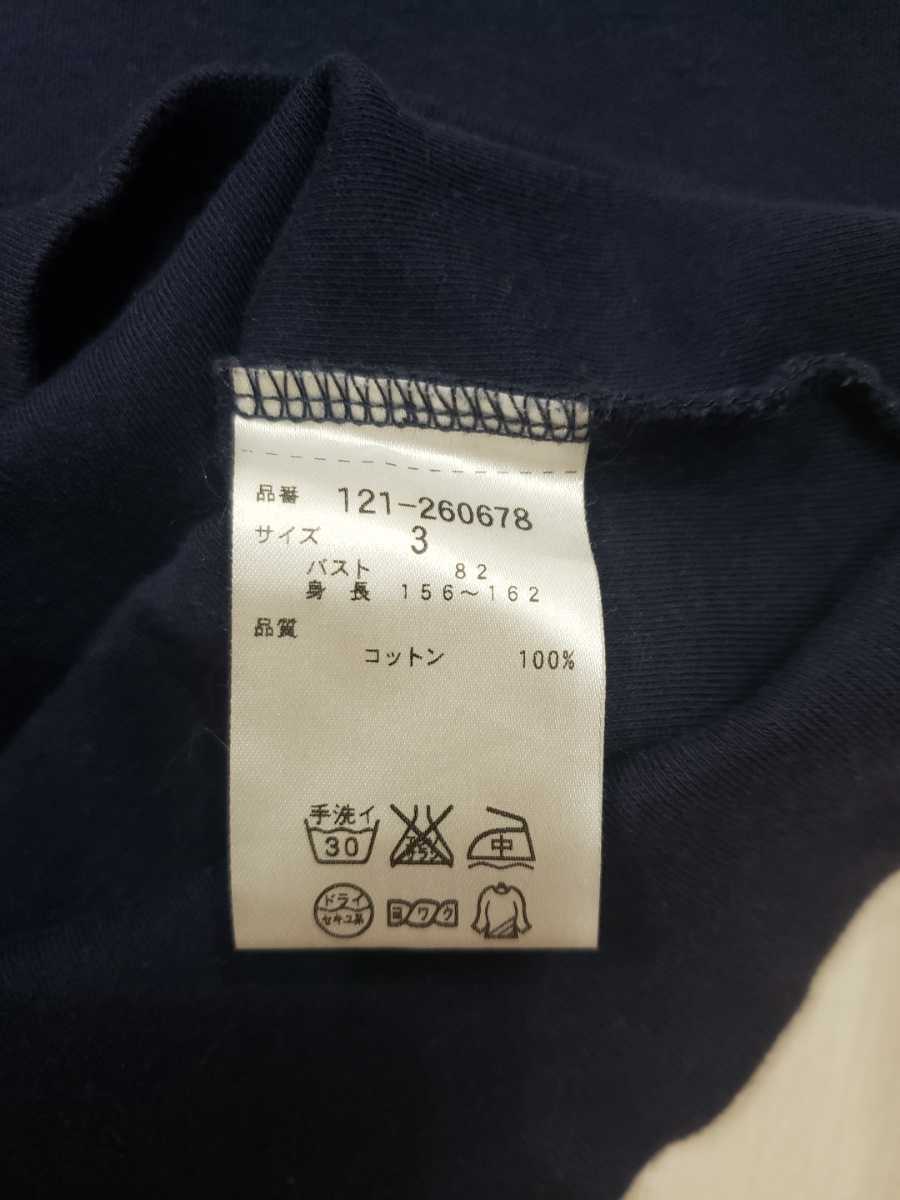 品番 121-260678
サイズ 3
バスト 82
身長 156～162
品質
コットン 100%
手洗イ
30
中
ドライ
セキユ系
ヨワク